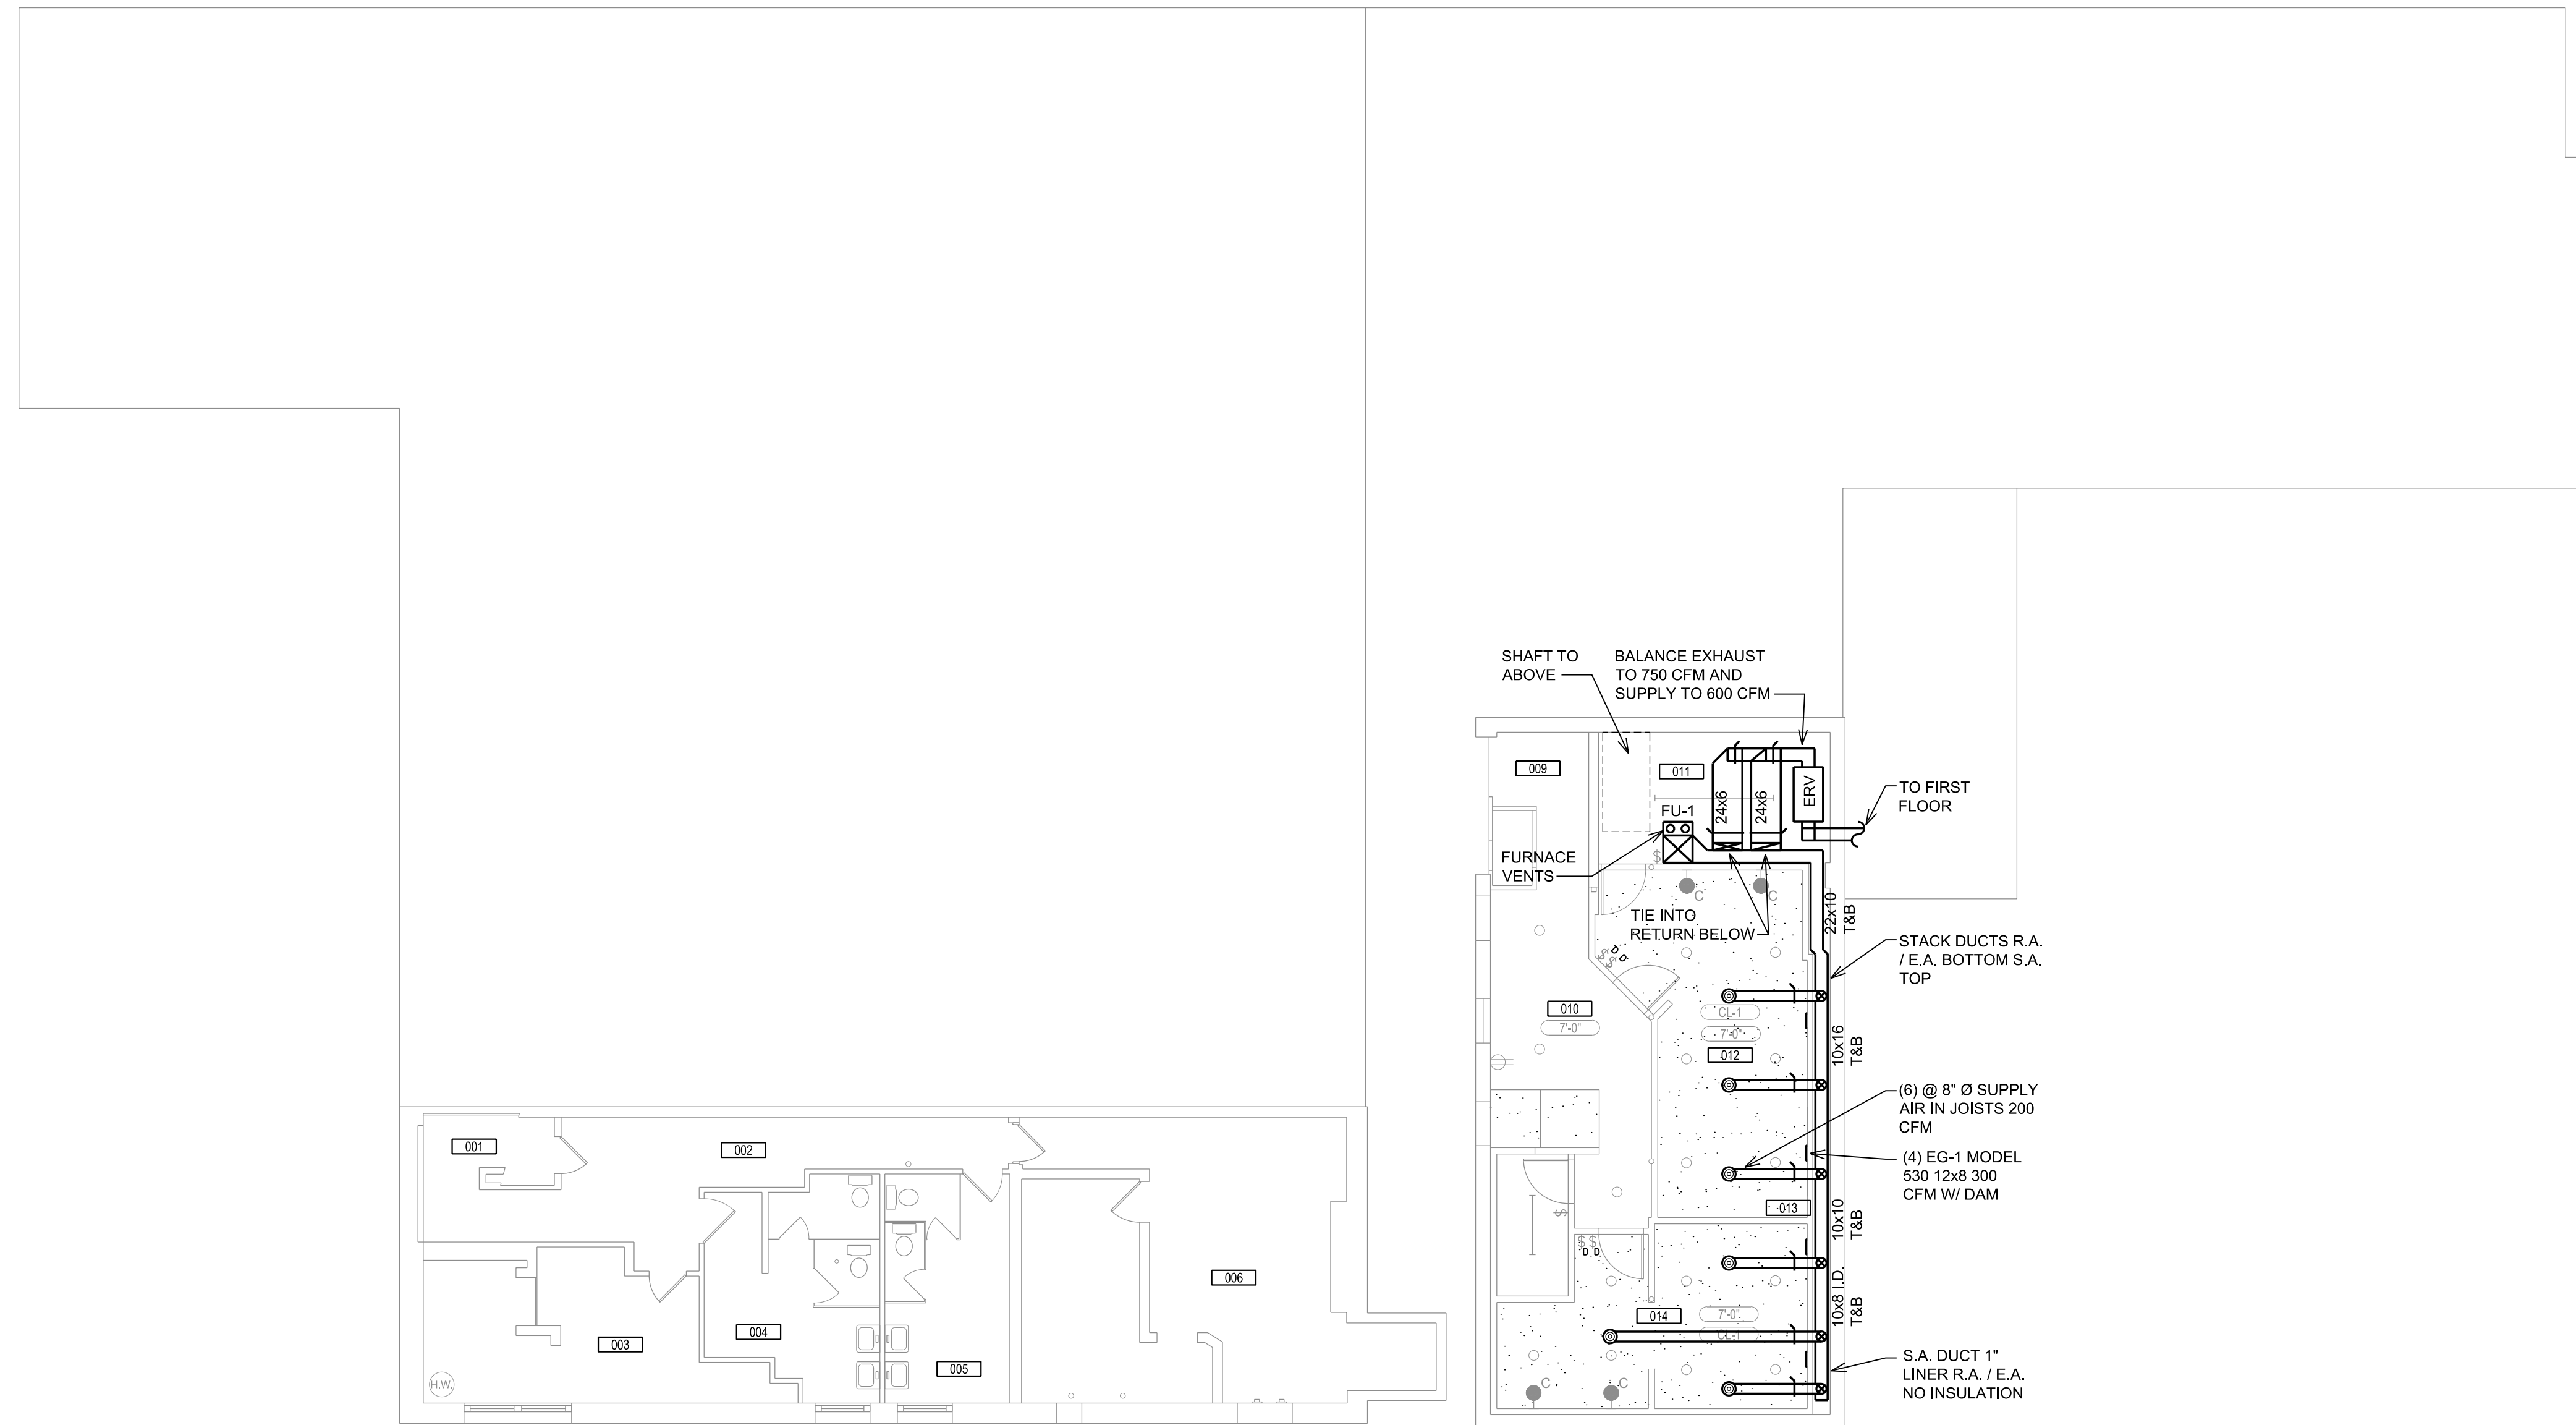 SHAFT TO
ABOVE
BALANCE EXHAUST
TO 750 CFM AND
SUPPLY TO 600 CFM
009
011
24x6
24x6
ERV
TO FIRST
FLOOR
FU-1
FURNACE
VENTS
$
C
C
TIE INTO
RETURN BELOW
22x10
T&B
STACK DUCTS R.A.
/ E.A. BOTTOM S.A.
TOP
$ $
D D
010
7'-0"
CL-1
7'-0"
012
10x16
T&B
(6) @ 8" Ø SUPPLY
AIR IN JOISTS 200
CFM
(4) EG-1 MODEL
530 12x8 300
CFM W/ DAM
013
10x10
T&B
$
$ $
D D
10x8 I.D.
T&B
014
7'-0"
CL-1
C
C
S.A. DUCT 1"
LINER R.A. / E.A.
NO INSULATION
001
002
003
004
005
006
H.W.